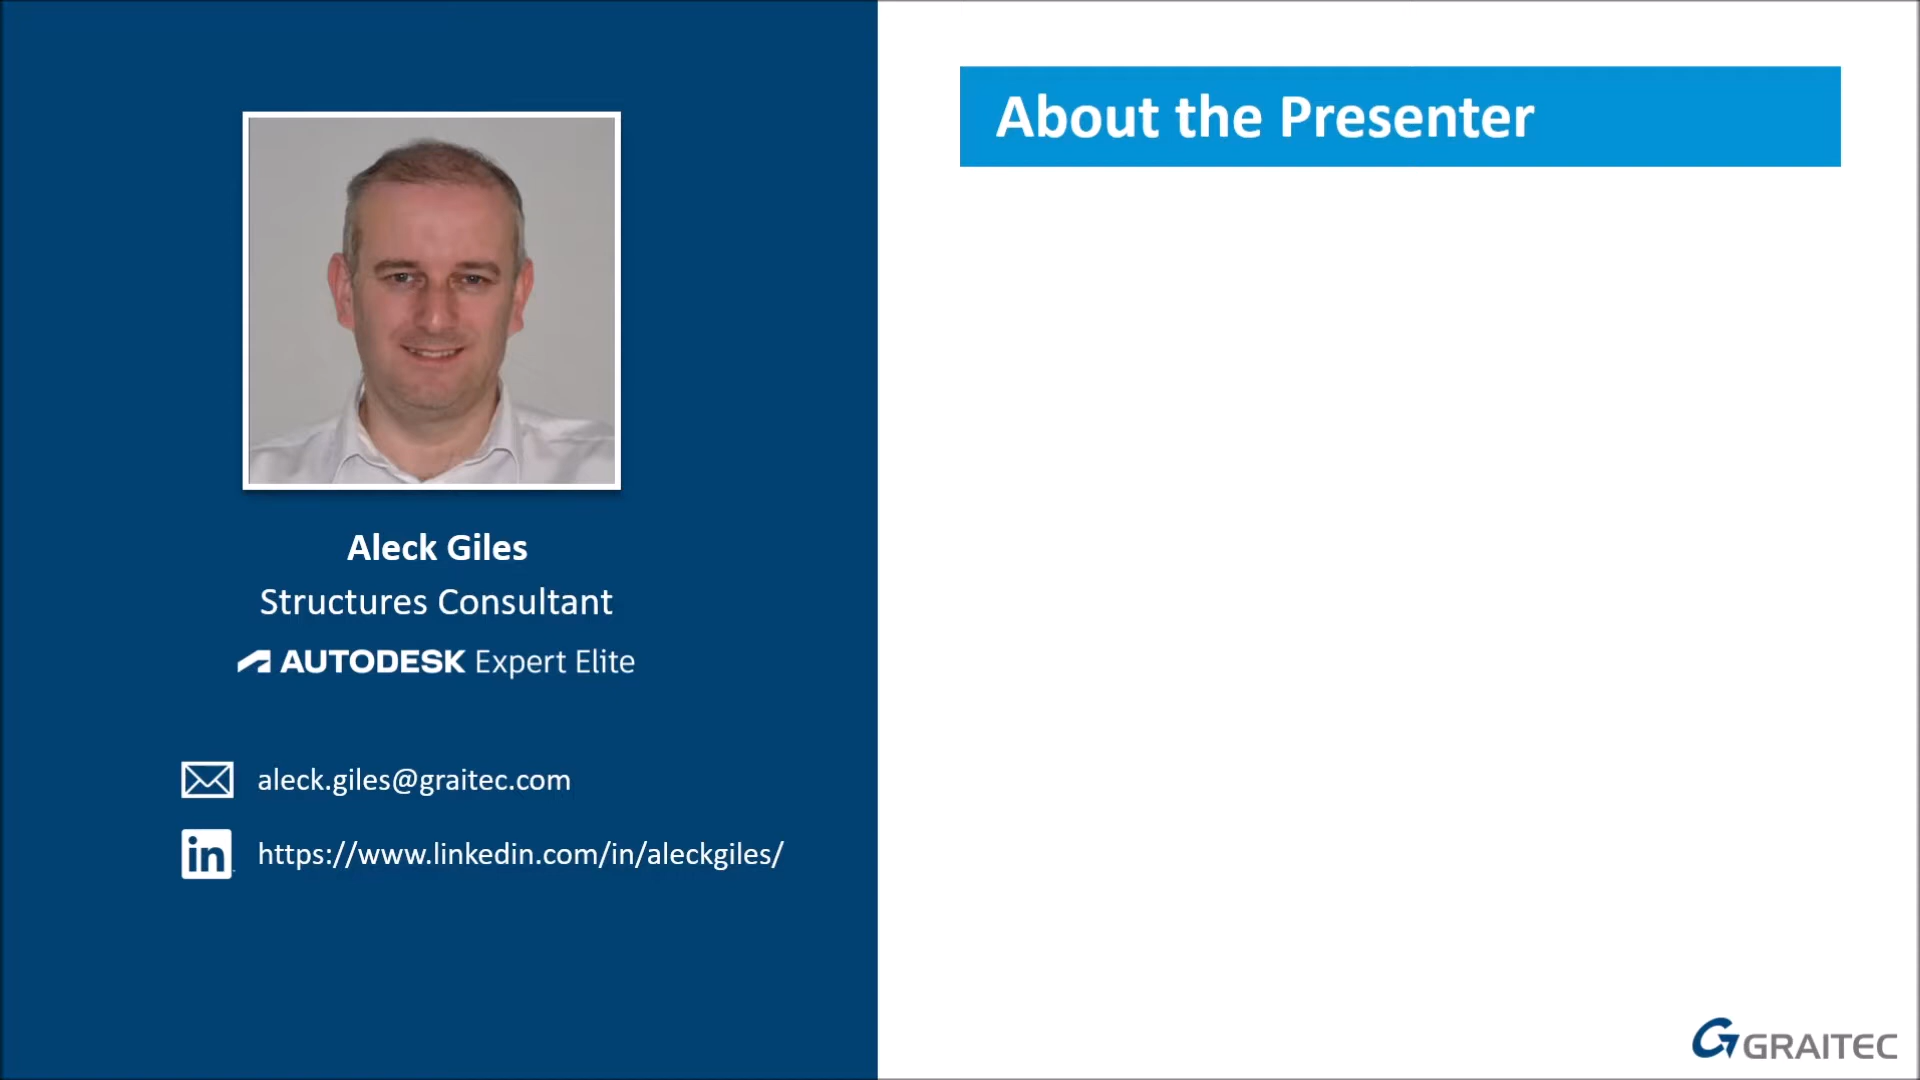 About the Presenter
Aleck Giles
Structures Consultant
AUTODESK Expert Elite
aleck.giles@graitec.com
in https://www.linkedin.com/in/aleckgiles/
GRAITEC